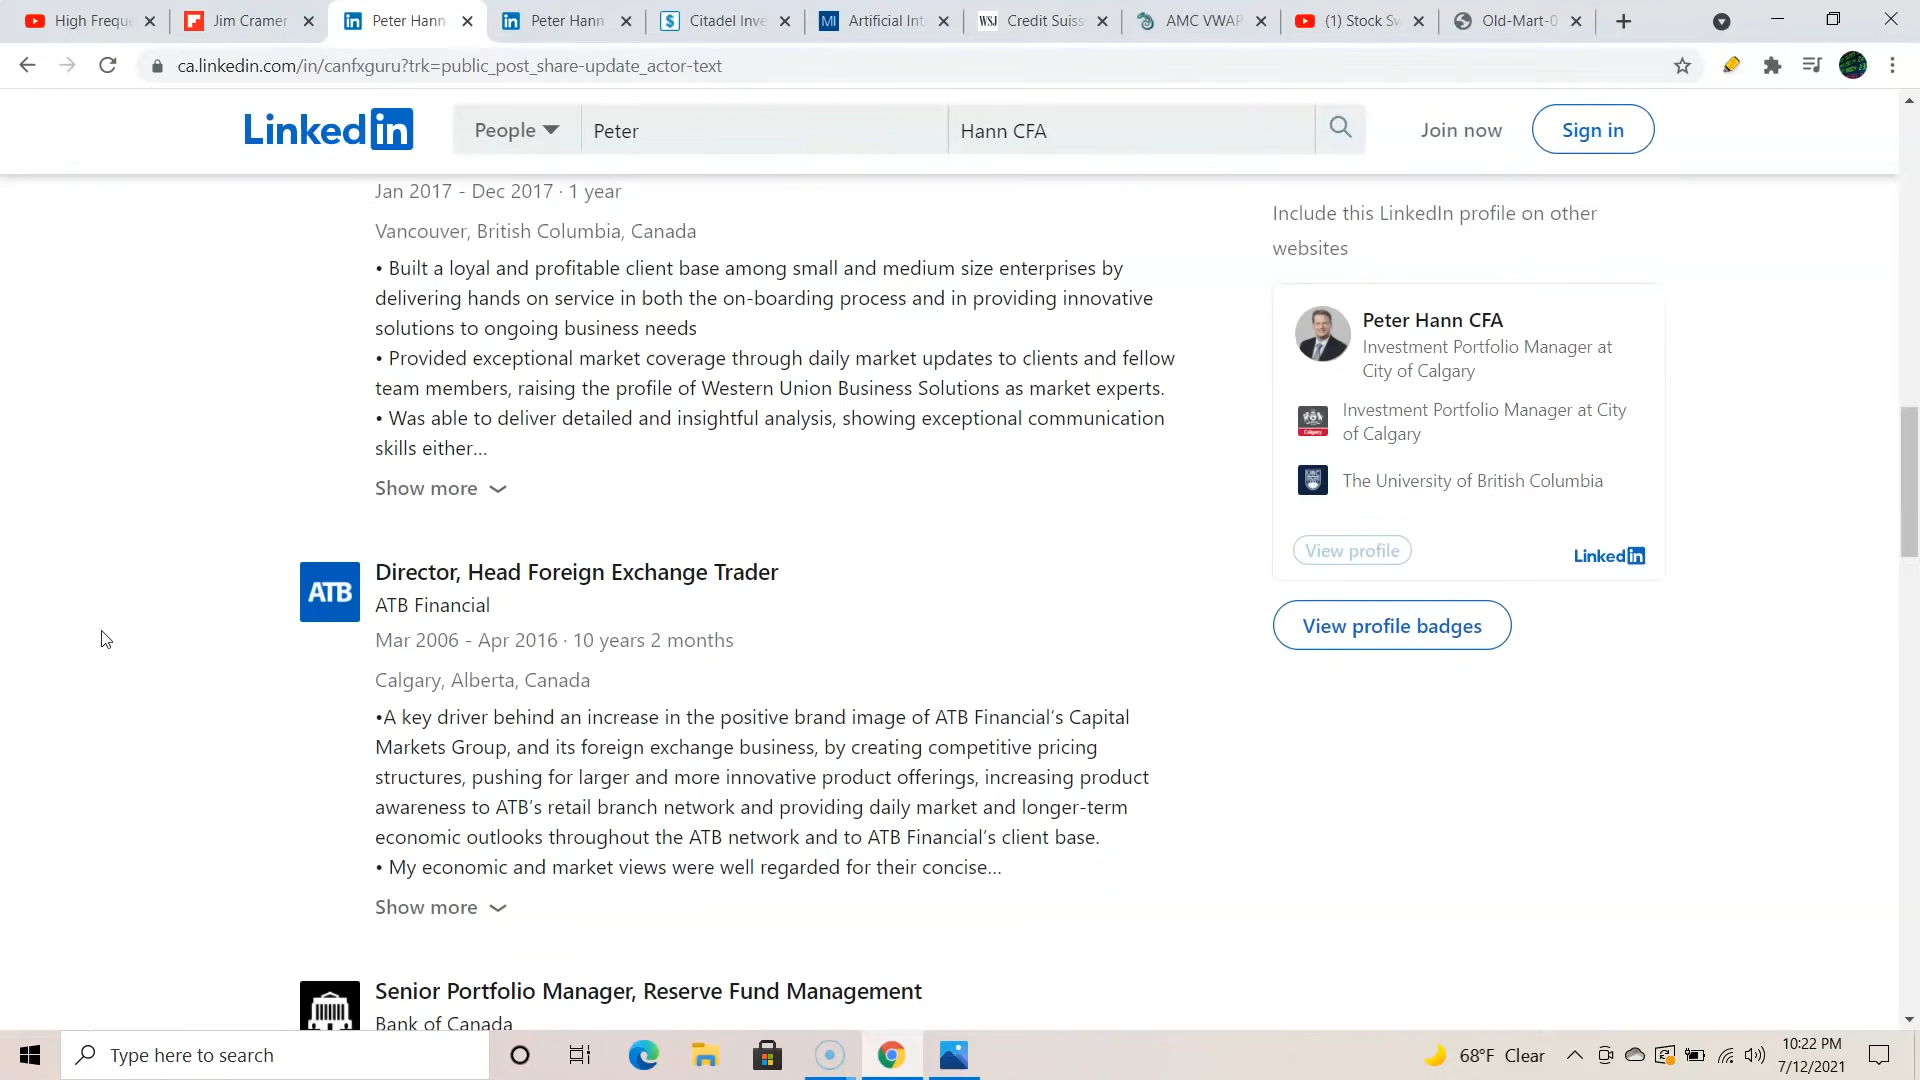 High Freque
Jim Cramer
Peter Hann
Peter Hann
Citadel Inve
Artificial Int
Credit Suiss
AMC VWAP
(1) Stock Sw
Old-Mart-0
ca.linkedin.com/in/canfxguru?trk=public_post_share-update_actor-text
Linkedin
People
Peter
Hann CFA
Join now
Sign in
Jan 2017 - Dec 2017 · 1 year
Vancouver, British Columbia, Canada
• Built a loyal and profitable client base among small and medium size enterprises by
delivering hands on service in both the on-boarding process and in providing innovative
solutions to ongoing business needs
• Provided exceptional market coverage through daily market updates to clients and fellow
team members, raising the profile of Western Union Business Solutions as market experts.
• Was able to deliver detailed and insightful analysis, showing exceptional communication
skills either…
Show more
ATB
Director, Head Foreign Exchange Trader
ATB Financial
Mar 2006 - Apr 2016 · 10 years 2 months
Calgary, Alberta, Canada
•A key driver behind an increase in the positive brand image of ATB Financial’s Capital
Markets Group, and its foreign exchange business, by creating competitive pricing
structures, pushing for larger and more innovative product offerings, increasing product
awareness to ATB’s retail branch network and providing daily market and longer-term
economic outlooks throughout the ATB network and to ATB Financial’s client base.
• My economic and market views were well regarded for their concise…
Show more
Senior Portfolio Manager, Reserve Fund Management
Bank of Canada
Include this LinkedIn profile on other
websites
Peter Hann CFA
Investment Portfolio Manager at
City of Calgary
Calgary
Investment Portfolio Manager at City
of Calgary
UBC
The University of British Columbia
View profile
Linkedin
View profile badges
Type here to search
68°F Clear
10:22 PM
7/12/2021